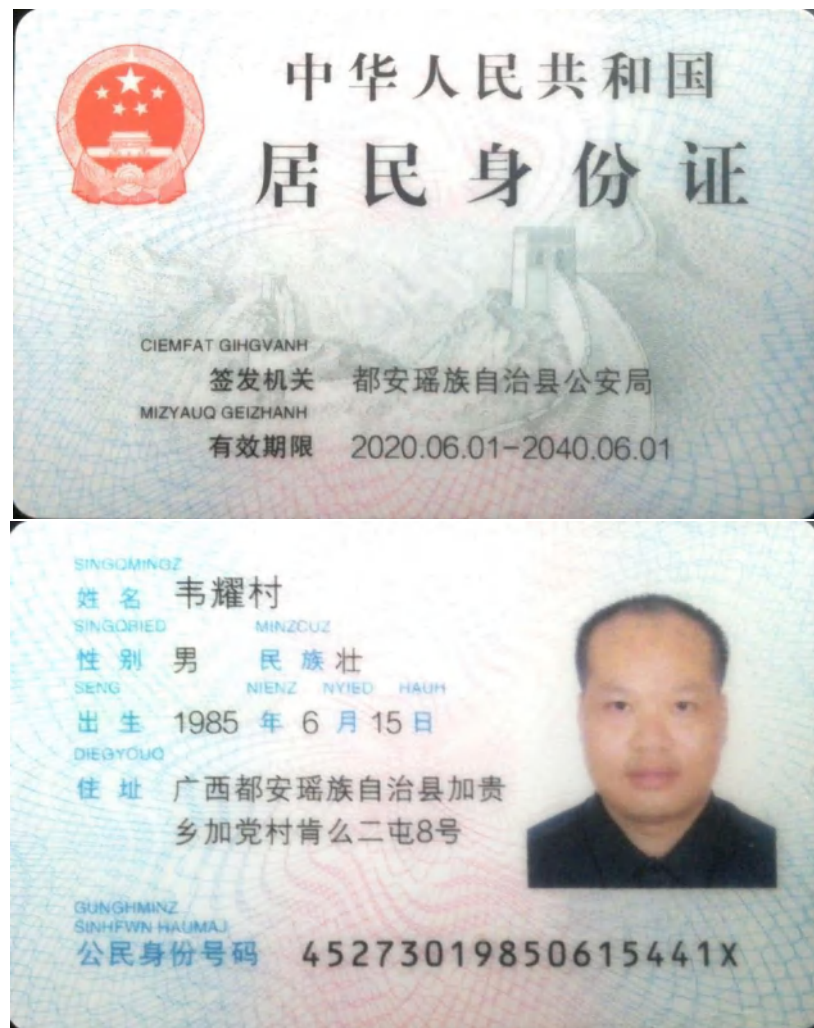 中华人民共和国
居民身份证
CIEMFAT GIHGVANH
签发机关 都安瑶族自治县公安局
MIZYAUQ GEIZHANH
有效期限 2020.06.01-2040.06.01
SINGQMINGZ
姓名 韦耀村
SINGQBIED MINZCUZ
性别 男 民族 壮
SENG NIENZ NYIED HAUH
出生 1985 年 6 月 15 日
DIEGYOUQ
住址 广西都安瑶族自治县加贵
乡加党村肯么二屯8号
GUNGHMINZ
SINHFWN HAUMAJ
公民身份号码 45273019850615441X